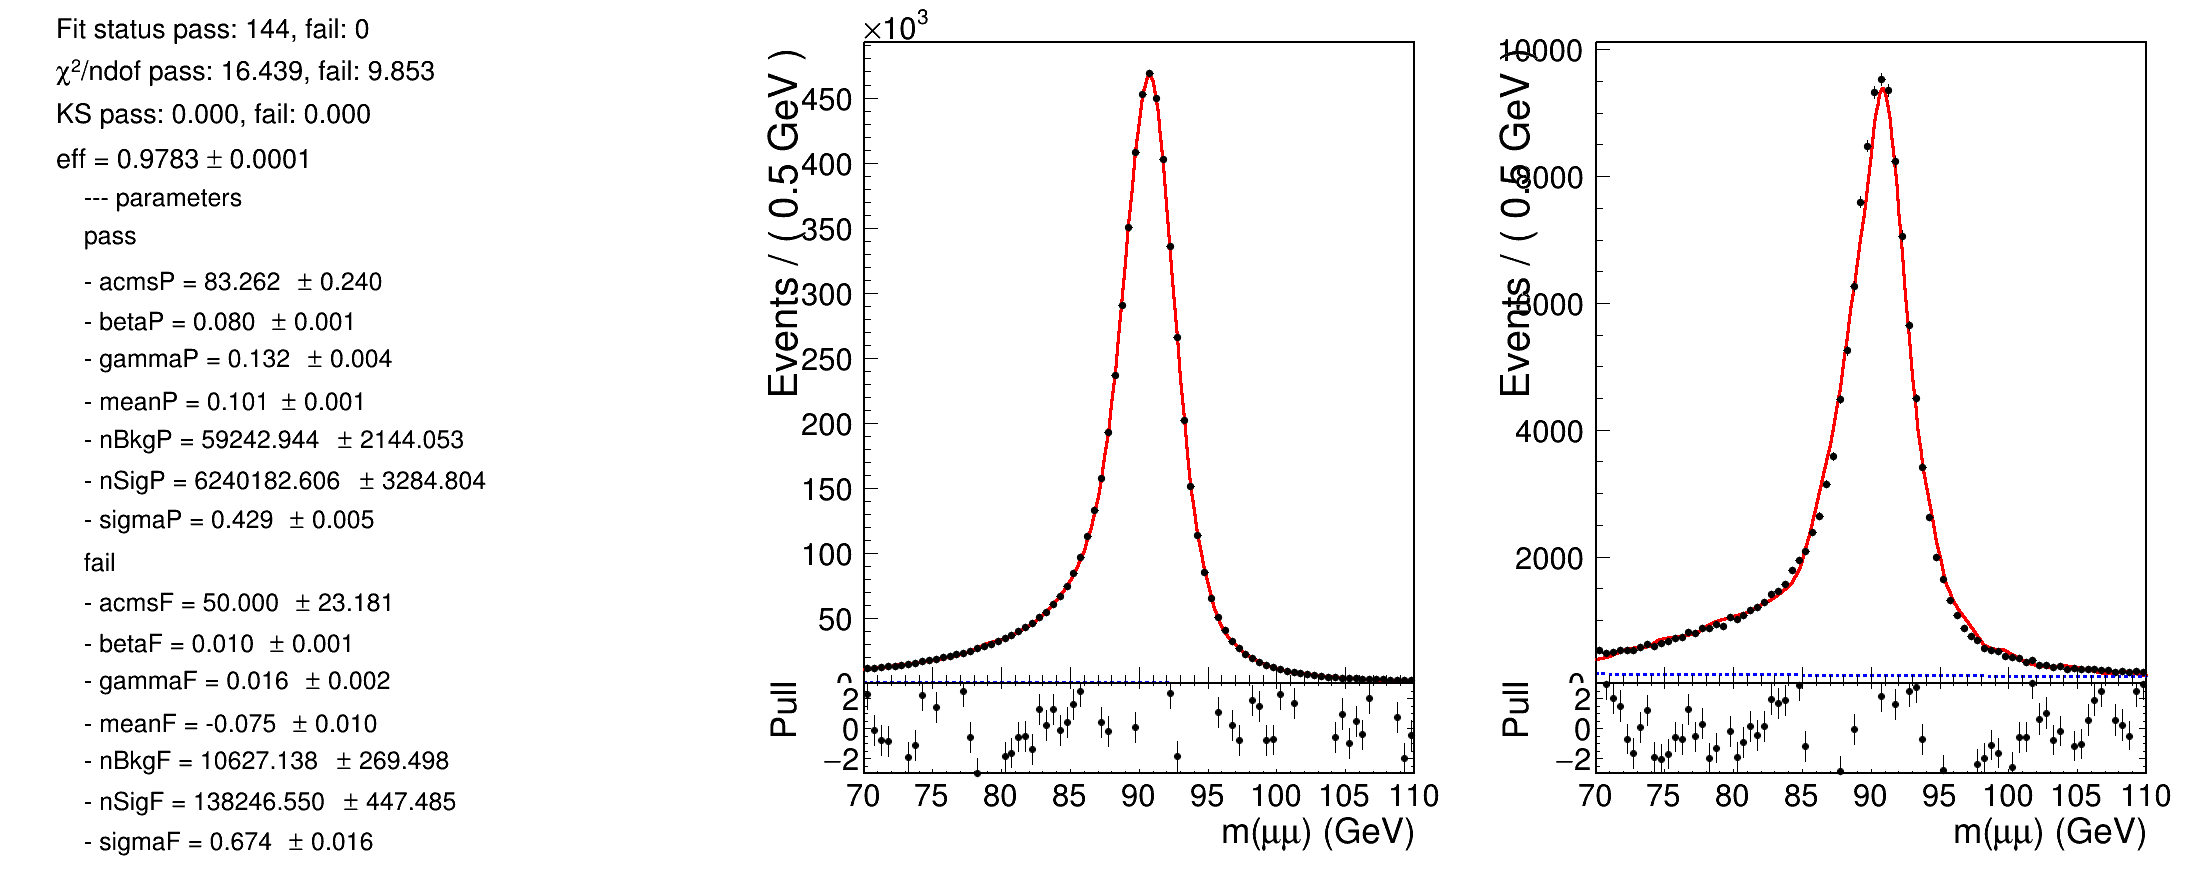 Fit status pass: 144, fail: 0
χ²/ndof pass: 16.439, fail: 9.853
KS pass: 0.000, fail: 0.000
eff = 0.9783 ± 0.0001
--- parameters
pass
- acmsP = 83.262 ± 0.240
- betaP = 0.080 ± 0.001
- gammaP = 0.132 ± 0.004
- meanP = 0.101 ± 0.001
- nBkgP = 59242.944 ± 2144.053
- nSigP = 6240182.606 ± 3284.804
- sigmaP = 0.429 ± 0.005
fail
- acmsF = 50.000 ± 23.181
- betaF = 0.010 ± 0.001
- gammaF = 0.016 ± 0.002
- meanF = -0.075 ± 0.010
- nBkgF = 10627.138 ± 269.498
- nSigF = 138246.550 ± 447.485
- sigmaF = 0.674 ± 0.016
×10³
Events / ( 0.5 GeV )
450
400
350
300
250
200
150
100
50
0
Pull
2
0
−2
70 75 80 85 90 95 100 105 110
m(μμ) (GeV)
Events / ( 0.5 GeV )
10000
8000
6000
4000
2000
0
Pull
2
0
−2
70 75 80 85 90 95 100 105 110
m(μμ) (GeV)